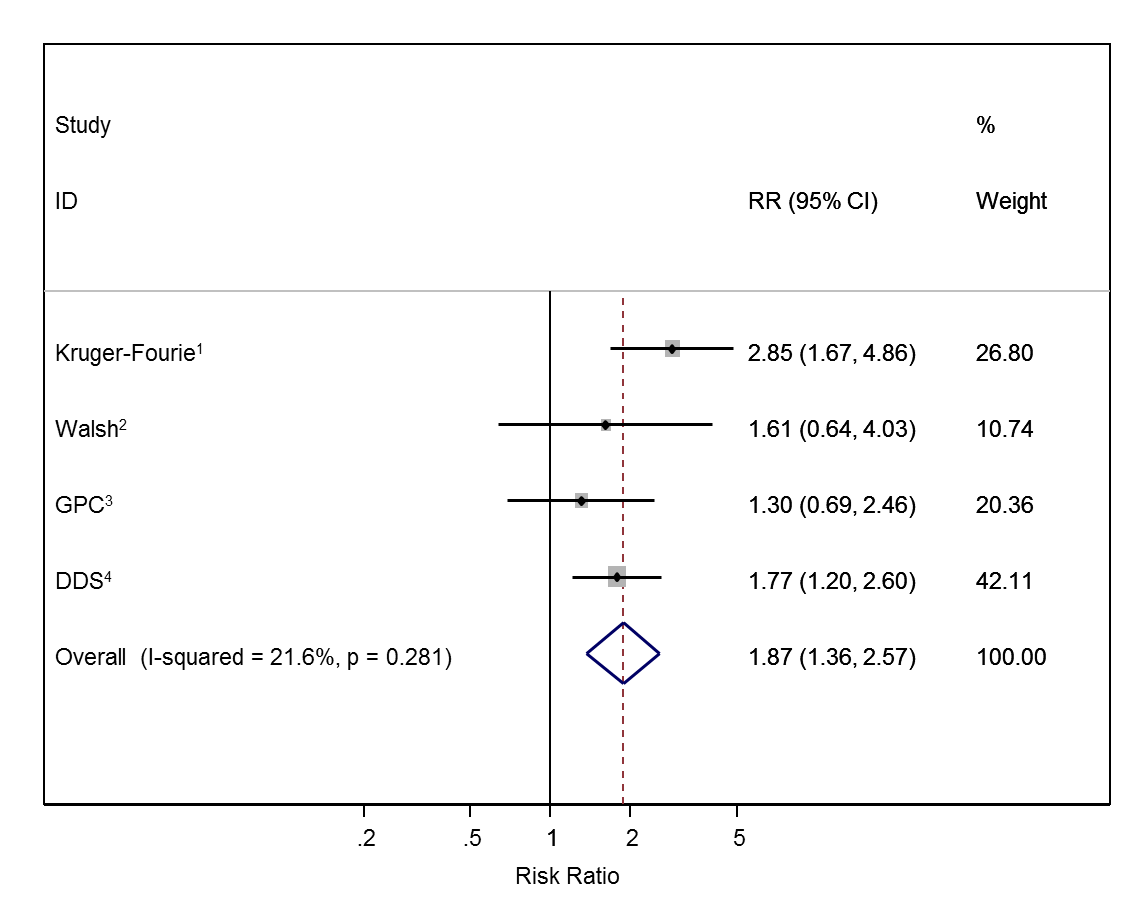 Study %
ID RR (95% CI) Weight
Kruger-Fourie¹ 2.85 (1.67, 4.86) 26.80
Walsh² 1.61 (0.64, 4.03) 10.74
GPC³ 1.30 (0.69, 2.46) 20.36
DDS⁴ 1.77 (1.20, 2.60) 42.11
Overall (I-squared = 21.6%, p = 0.281) 1.87 (1.36, 2.57) 100.00
.2 .5 1 2 5
Risk Ratio